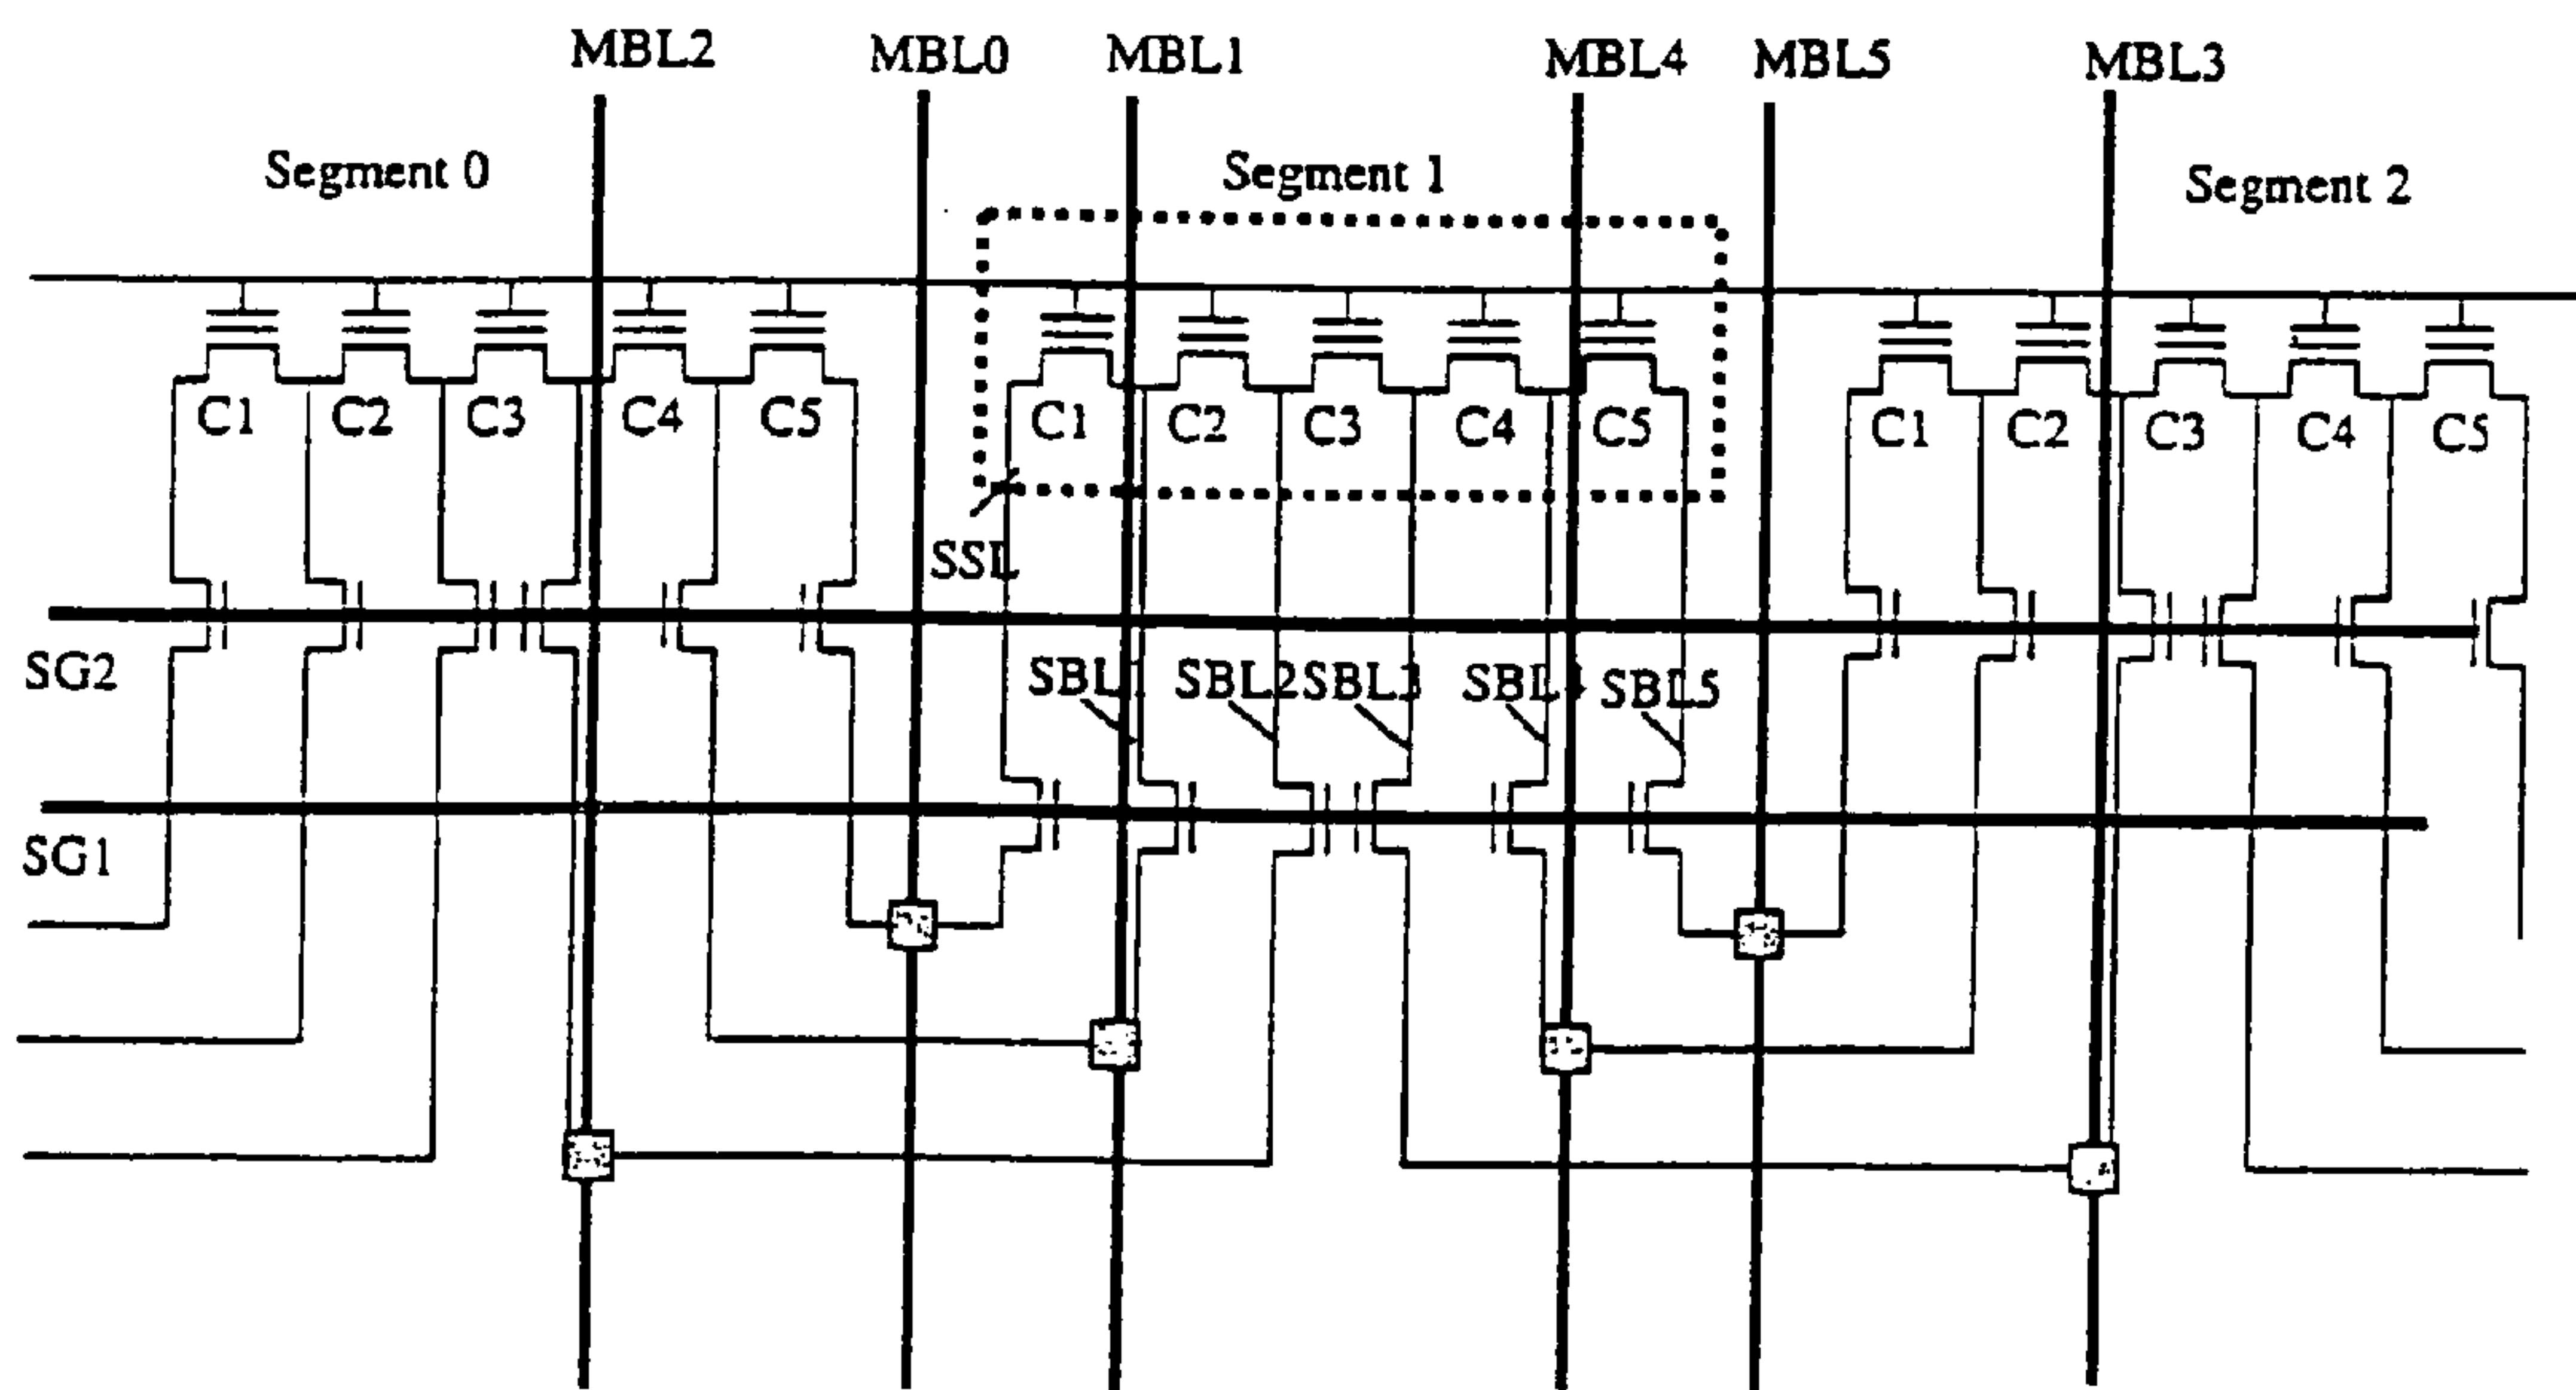 MBL2 MBL0 MBL1 MBL4 MBL5 MBL3
Segment 0 Segment 1 Segment 2
C1 C2 C3 C4 C5 C1 C2 C3 C4 C5 C1 C2 C3 C4 C5
SSL
SG2
SBL2 SBL3 SBL5
SG1